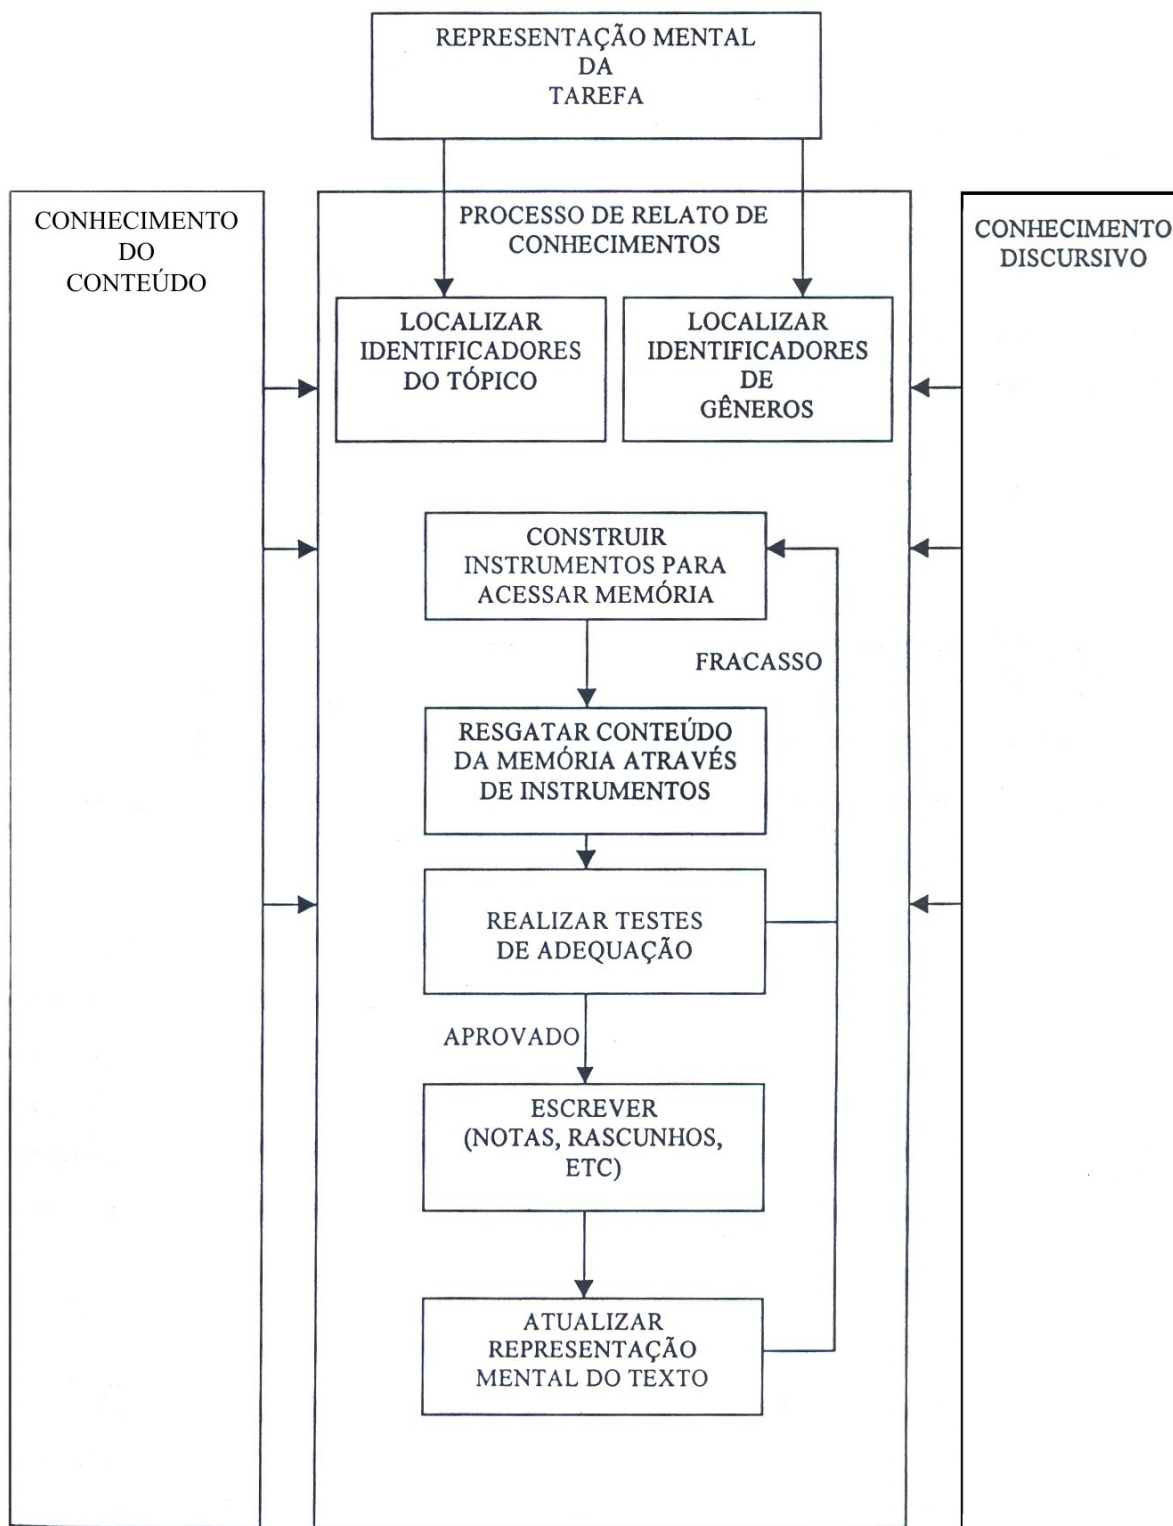 REPRESENTAÇÃO MENTAL
DA
TAREFA
CONHECIMENTO
DO
CONTEÚDO
PROCESSO DE RELATO DE
CONHECIMENTOS
CONHECIMENTO
DISCURSIVO
LOCALIZAR
IDENTIFICADORES
DO TÓPICO
LOCALIZAR
IDENTIFICADORES
DE
GÊNEROS
CONSTRUIR
INSTRUMENTOS PARA
ACESSAR MEMÓRIA
FRACASSO
RESGATAR CONTEÚDO
DA MEMÓRIA ATRAVÉS
DE INSTRUMENTOS
REALIZAR TESTES
DE ADEQUAÇÃO
APROVADO
ESCREVER
(NOTAS, RASCUNHOS,
ETC)
ATUALIZAR
REPRESENTAÇÃO
MENTAL DO TEXTO